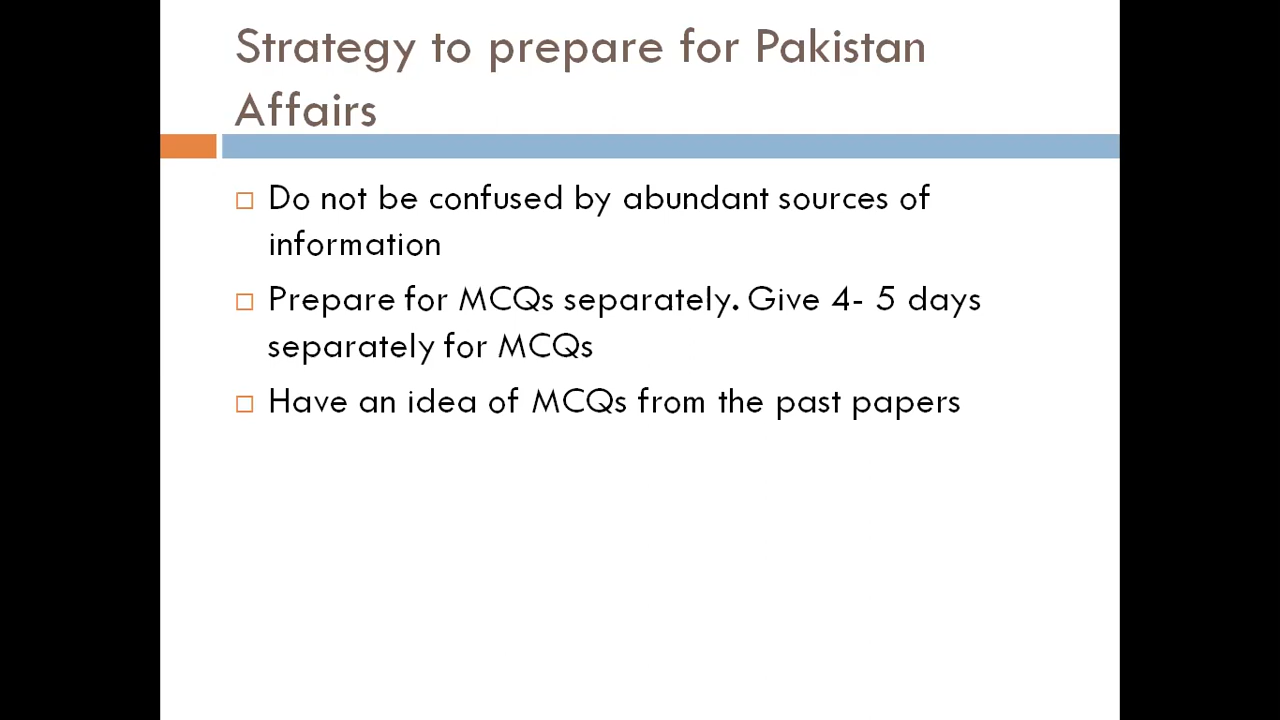 Strategy to prepare for Pakistan
Affairs
Do not be confused by abundant sources of
information
Prepare for MCQs separately. Give 4- 5 days
separately for MCQs
Have an idea of MCQs from the past papers